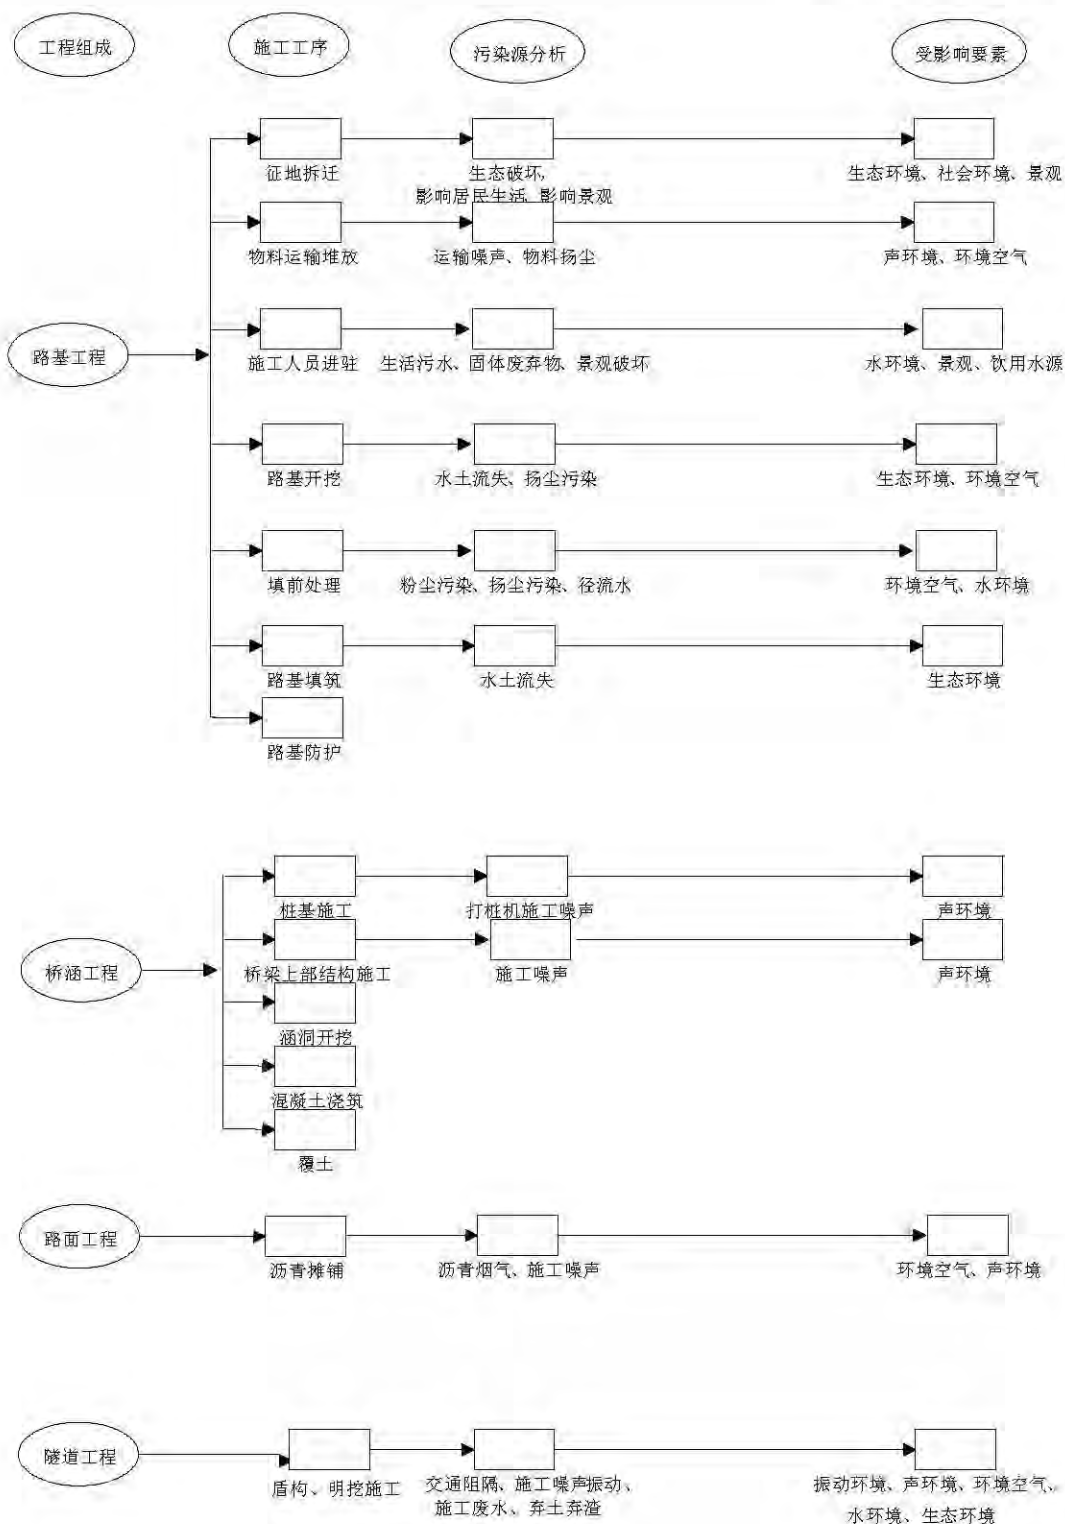 工程组成 施工工序 污染源分析 受影响要素
征地拆迁 生态破坏, 生态环境、社会环境、景观
影响居民生活、影响景观
物料运输堆放 运输噪声、物料扬尘 声环境、环境空气
路基工程
施工人员进驻 生活污水、固体废弃物、景观破坏 水环境、景观、饮用水源
路基开挖 水土流失、扬尘污染 生态环境、环境空气
填前处理 粉尘污染、扬尘污染、径流水 环境空气、水环境
路基填筑 水土流失 生态环境
路基防护
桩基施工 打桩机施工噪声 声环境
桥涵工程 桥梁上部结构施工 施工噪声 声环境
涵洞开挖
混凝土浇筑
覆土
路面工程
沥青摊铺 沥青烟气、施工噪声 环境空气、声环境
隧道工程
盾构、明挖施工 交通阻隔、施工噪声振动、 振动环境、声环境、环境空气、
施工废水、弃土弃渣 水环境、生态环境